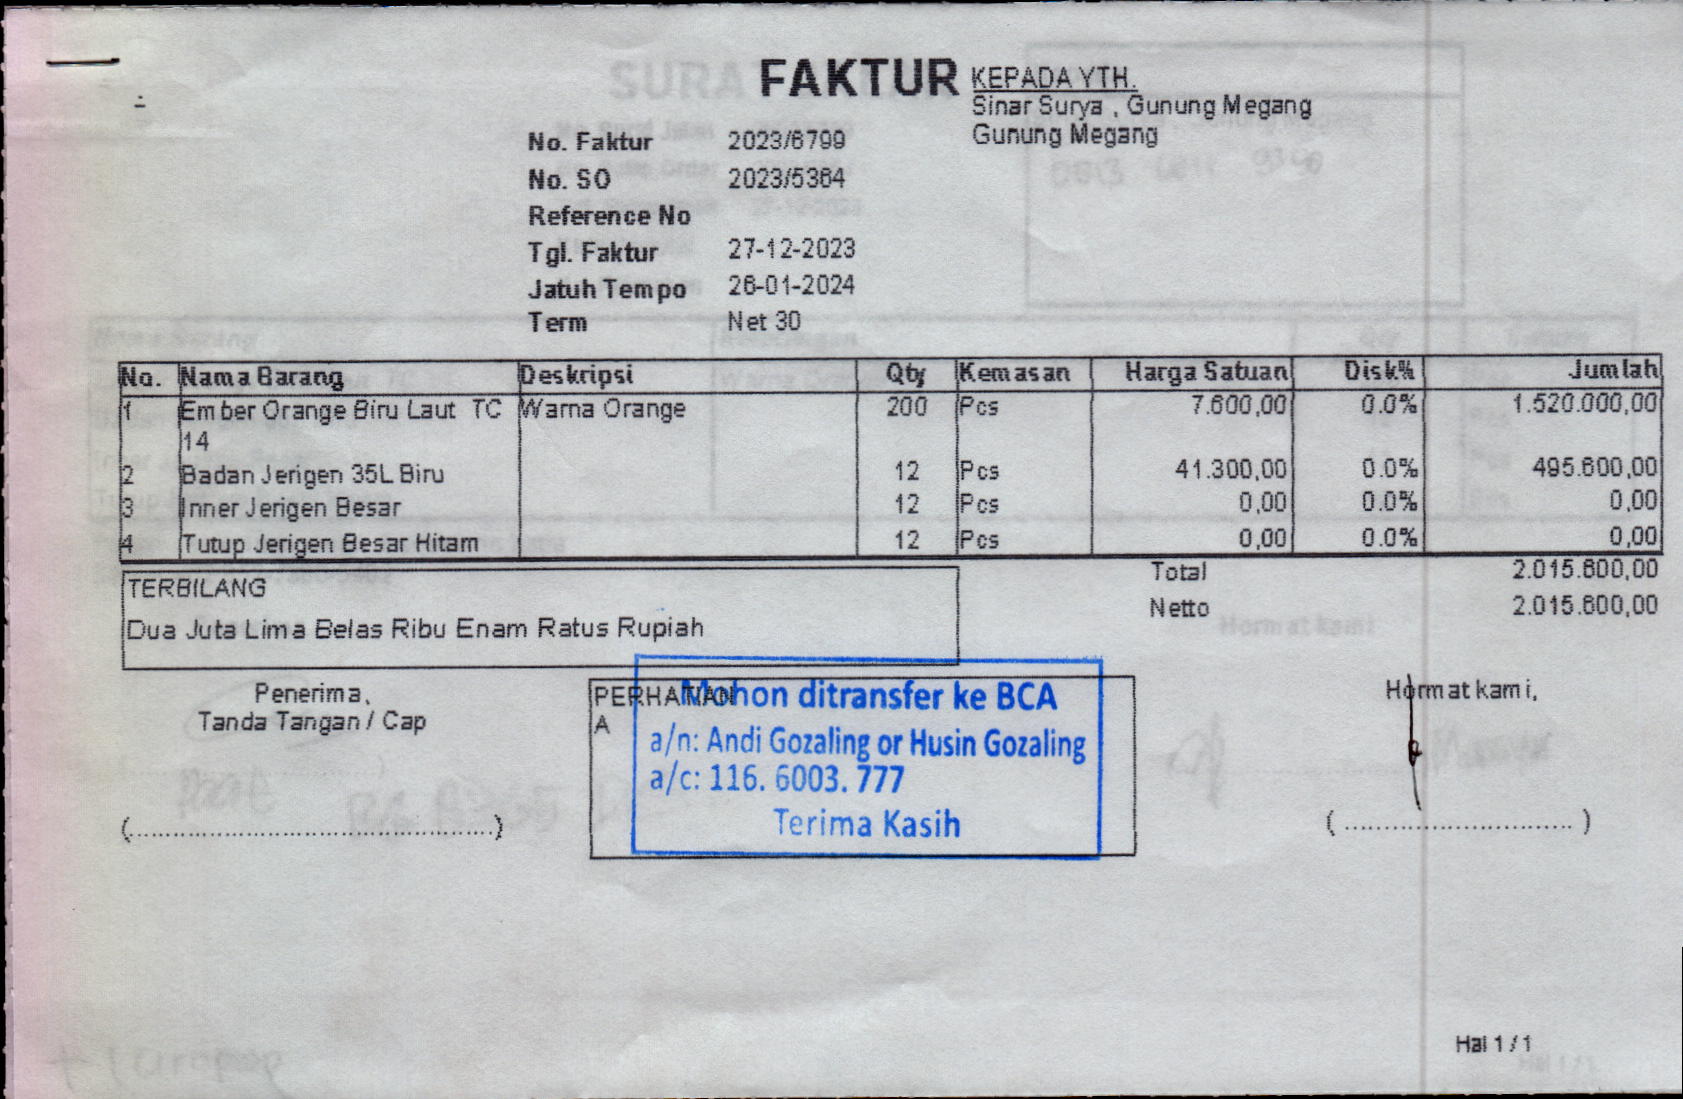 FAKTUR
KEPADA YTH.
Sinar Surya , Gunung Megang
Gunung Megang
No. Faktur 2023/6799
No. SO 2023/5364
Reference No
Tgl. Faktur 27-12-2023
Jatuh Tempo 26-01-2024
Term Net 30
No. Nama Barang Deskripsi Qty Kemasan Harga Satuan Disk% Jumlah
1 Ember Orange Biru Laut TC Warna Orange 200 Pcs 7.600,00 0.0% 1.520.000,00
14
2 Badan Jerigen 35L Biru 12 Pcs 41.300,00 0.0% 495.600,00
3 Inner Jerigen Besar 12 Pcs 0,00 0.0% 0,00
4 Tutup Jerigen Besar Hitam 12 Pcs 0,00 0.0% 0,00
Total 2.015.600,00
Netto 2.015.600,00
TERBILANG
Dua Juta Lima Belas Ribu Enam Ratus Rupiah
Penerima,
Tanda Tangan / Cap
(............................................)
PERHATIAN
A
Mohon ditransfer ke BCA
a/n: Andi Gozaling or Husin Gozaling
a/c: 116. 6003. 777
Terima Kasih
Hormat kami,
(............................)
Hal 1 / 1